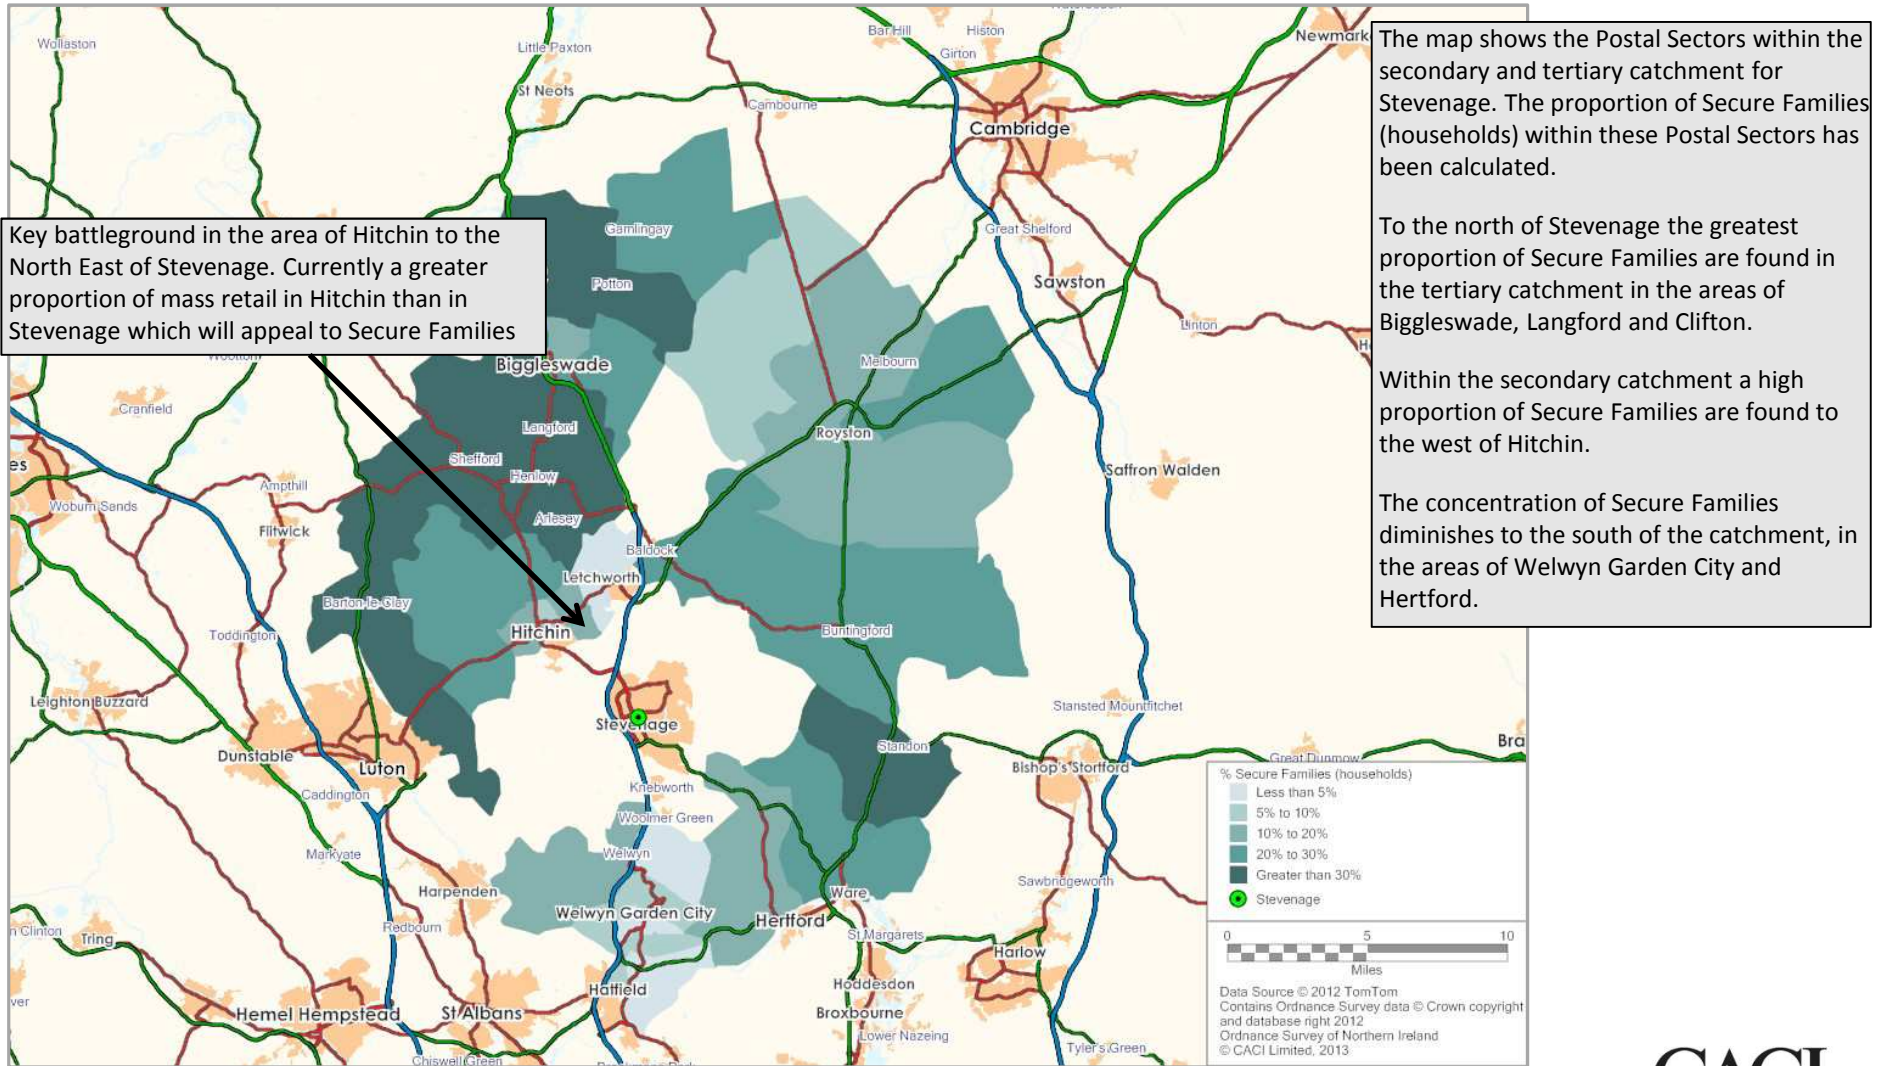 Key battleground in the area of Hitchin to the
North East of Stevenage. Currently a greater
proportion of mass retail in Hitchin than in
Stevenage which will appeal to Secure Families
The map shows the Postal Sectors within the
secondary and tertiary catchment for
Stevenage. The proportion of Secure Families
(households) within these Postal Sectors has
been calculated.
To the north of Stevenage the greatest
proportion of Secure Families are found in
the tertiary catchment in the areas of
Biggleswade, Langford and Clifton.
Within the secondary catchment a high
proportion of Secure Families are found to
the west of Hitchin.
The concentration of Secure Families
diminishes to the south of the catchment, in
the areas of Welwyn Garden City and
Hertford.
Wollaston
Little Paxton
Bar Hill
Histon
Girton
Newmark
St Neots
Cambourne
Cambridge
Gamlingay
Great Shelford
Potton
Sawston
Linton
Biggleswade
Melbourn
Cranfield
Langford
Royston
Shefford
Henlow
Saffron Walden
es
Ampthill
Woburn Sands
Arlesey
Flitwick
Baldock
Letchworth
Barton-le-Clay
Toddington
Hitchin
Buntingford
Leighton Buzzard
Stevenage
Stansted Mountfitchet
Standon
Bra
Dunstable
Luton
Great Dunmow
Bishop's Stortford
Caddington
Knebworth
Woolmer Green
Markyate
Welwyn
Harpenden
Sawbridgeworth
Ware
Welwyn Garden City
Hertford
Redbourn
n Clinton
Tring
St Margarets
Harlow
Hatfield
Hoddesdon
ver
Hemel Hempstead
St Albans
Broxbourne
Lower Nazeing
Tyler's Green
Chiswell Green
% Secure Families (households)
Less than 5%
5% to 10%
10% to 20%
20% to 30%
Greater than 30%
Stevenage
0 5 10
Miles
Data Source © 2012 TomTom
Contains Ordnance Survey data © Crown copyright
and database right 2012
Ordnance Survey of Northern Ireland
© CACI Limited, 2013
CACI